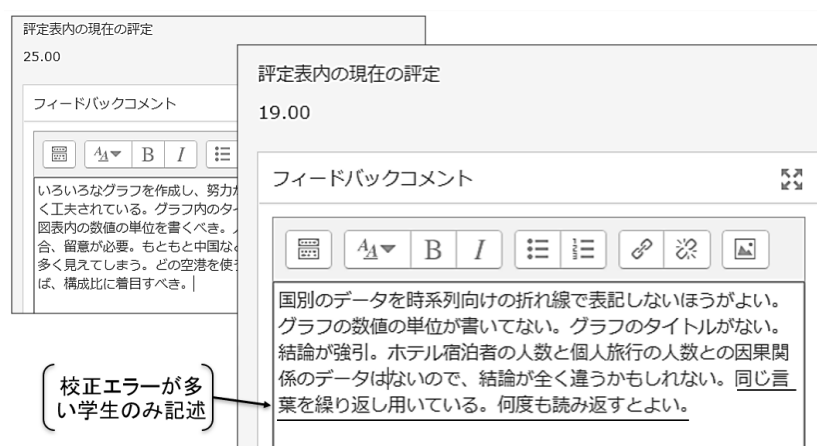 評定表内の現在の評定
25.00
フィードバックコメント
B I
いろいろなグラフを作成し、努力
く工夫されている。グラフ内のタ
図表内の数値の単位を書くべき。
合、留意が必要。もともと中国な
多く見えてしまう。どの空港を使
ば、構成比に着目すべき。
評定表内の現在の評定
19.00
フィードバックコメント
B I
国別のデータを時系列向けの折れ線で表記しないほうがよい。
グラフの数値の単位が書いてない。グラフのタイトルがない。
結論が強引。ホテル宿泊者の人数と個人旅行の人数との因果関
係のデータはないので、結論が全く違うかもしれない。同じ言
葉を繰り返し用いている。何度も読み返すとよい。
校正エラーが多
い学生のみ記述